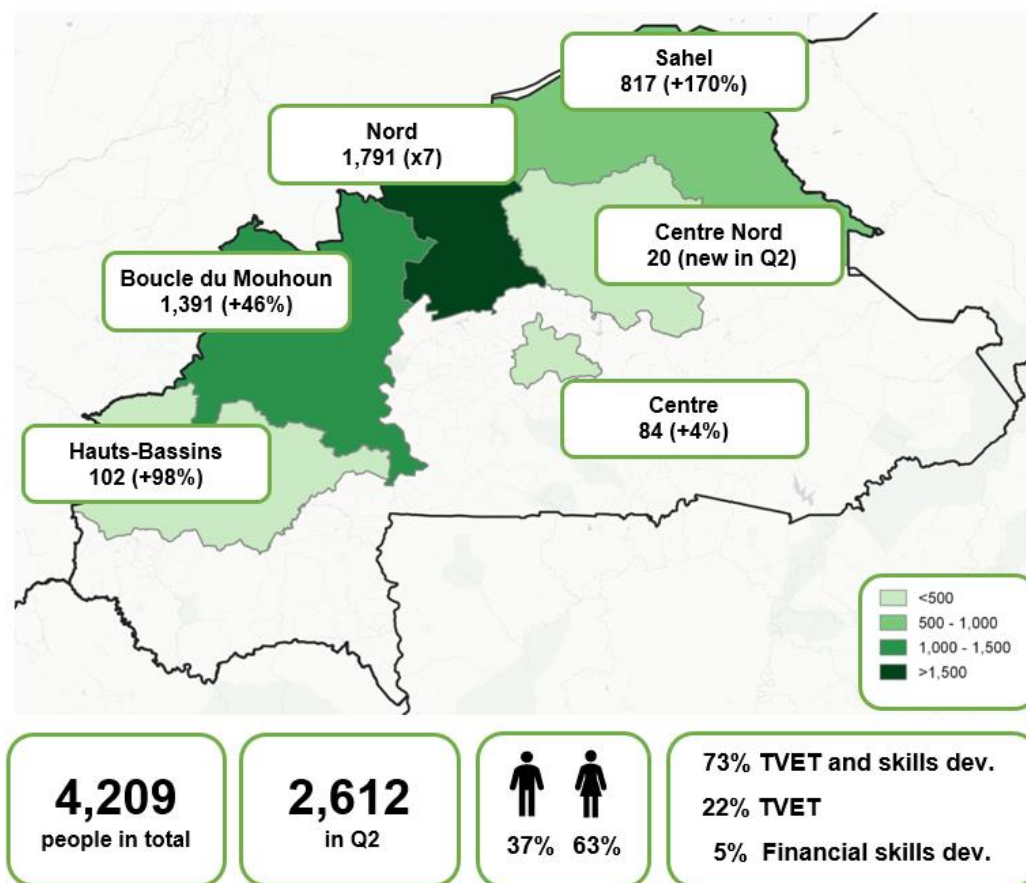 Sahel
817 (+170%)
Nord
1,791 (x7)
Centre Nord
20 (new in Q2)
Boucle du Mouhoun
1,391 (+46%)
Centre
84 (+4%)
Hauts-Bassins
102 (+98%)
<500
500 - 1,000
1,000 - 1,500
>1,500
4,209
people in total
2,612
in Q2
37% 63%
73% TVET and skills dev.
22% TVET
5% Financial skills dev.